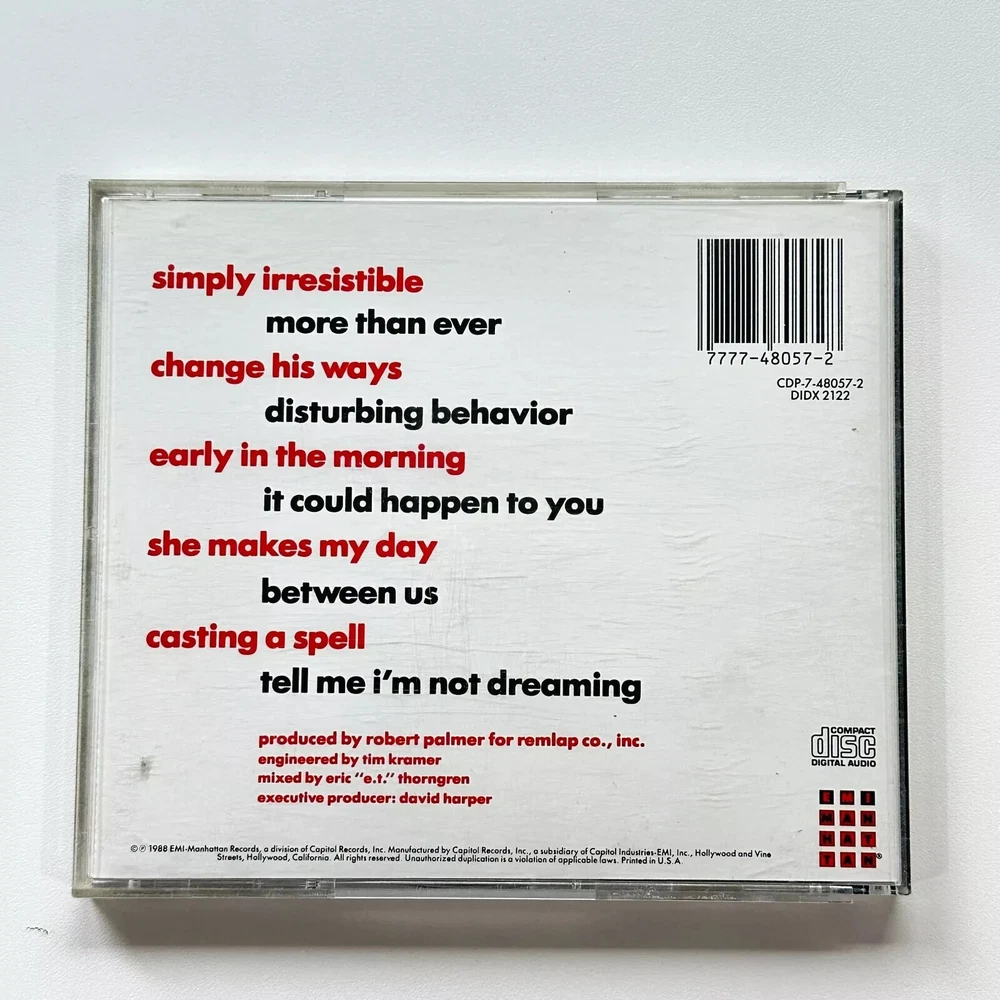 simply irresistible
more than ever
change his ways
disturbing behavior
early in the morning
it could happen to you
she makes my day
between us
casting a spell
tell me i'm not dreaming
produced by robert palmer for remlap co., inc.
engineered by tim kramer
mixed by eric "e.t." thorngren
executive producer: david harper
7777-48057-2
CDP-7-48057-2
DIDX 2122
COMPACT
disc
DIGITAL AUDIO
EMI
MAN
HAT
TAN®
©℗ 1988 EMI-Manhattan Records, a division of Capitol Records, Inc. Manufactured by Capitol Records, Inc., a subsidiary of Capitol Industries-EMI, Inc., Hollywood and Vine
Streets, Hollywood, California. All rights reserved. Unauthorized duplication is a violation of applicable laws. Printed in U.S.A.